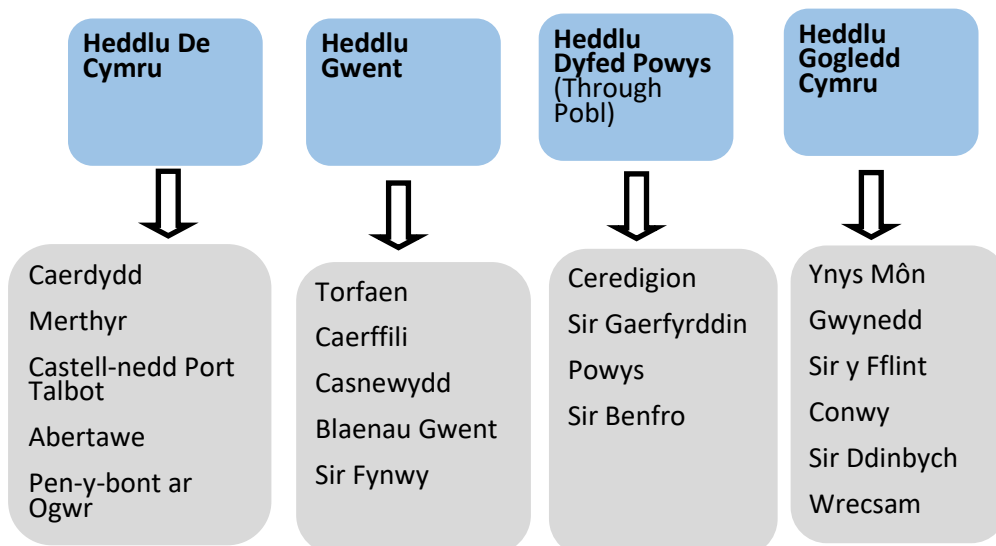 Heddlu De
Cymru
Heddlu
Gwent
Heddlu
Dyfed Powys
(Through
Pobl)
Heddlu
Gogledd
Cymru
Caerdydd
Merthyr
Castell-nedd Port
Talbot
Abertawe
Pen-y-bont ar
Ogwr
Torfaen
Caerffili
Casnewydd
Blaenau Gwent
Sir Fynwy
Ceredigion
Sir Gaerfyrddin
Powys
Sir Benfro
Ynys Môn
Gwynedd
Sir y Fflint
Conwy
Sir Ddinbych
Wrecsam